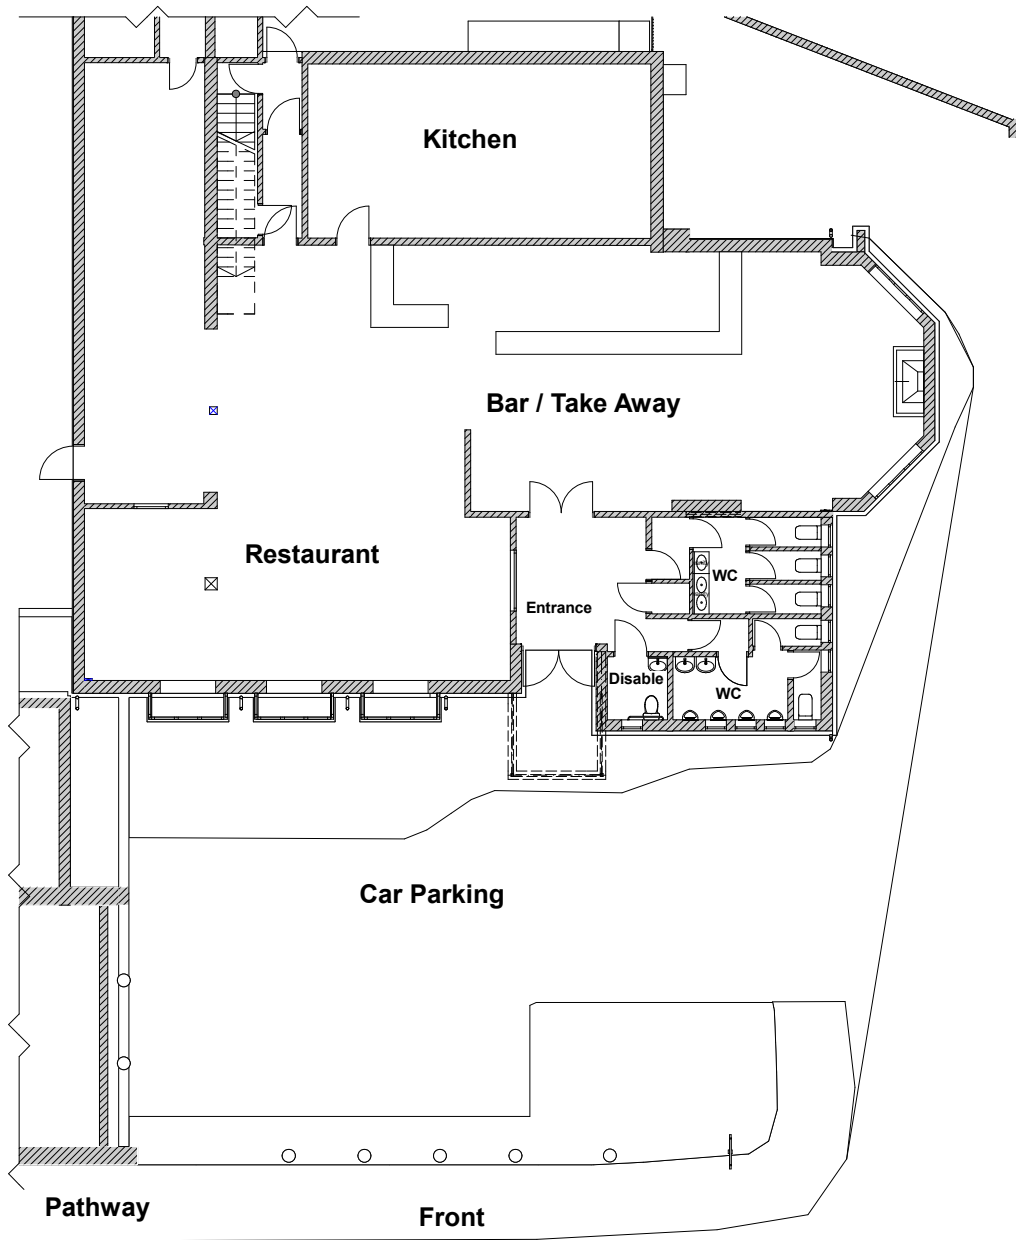 Kitchen
Bar / Take Away
Restaurant
WC
Entrance
Disable
WC
Car Parking
Pathway
Front